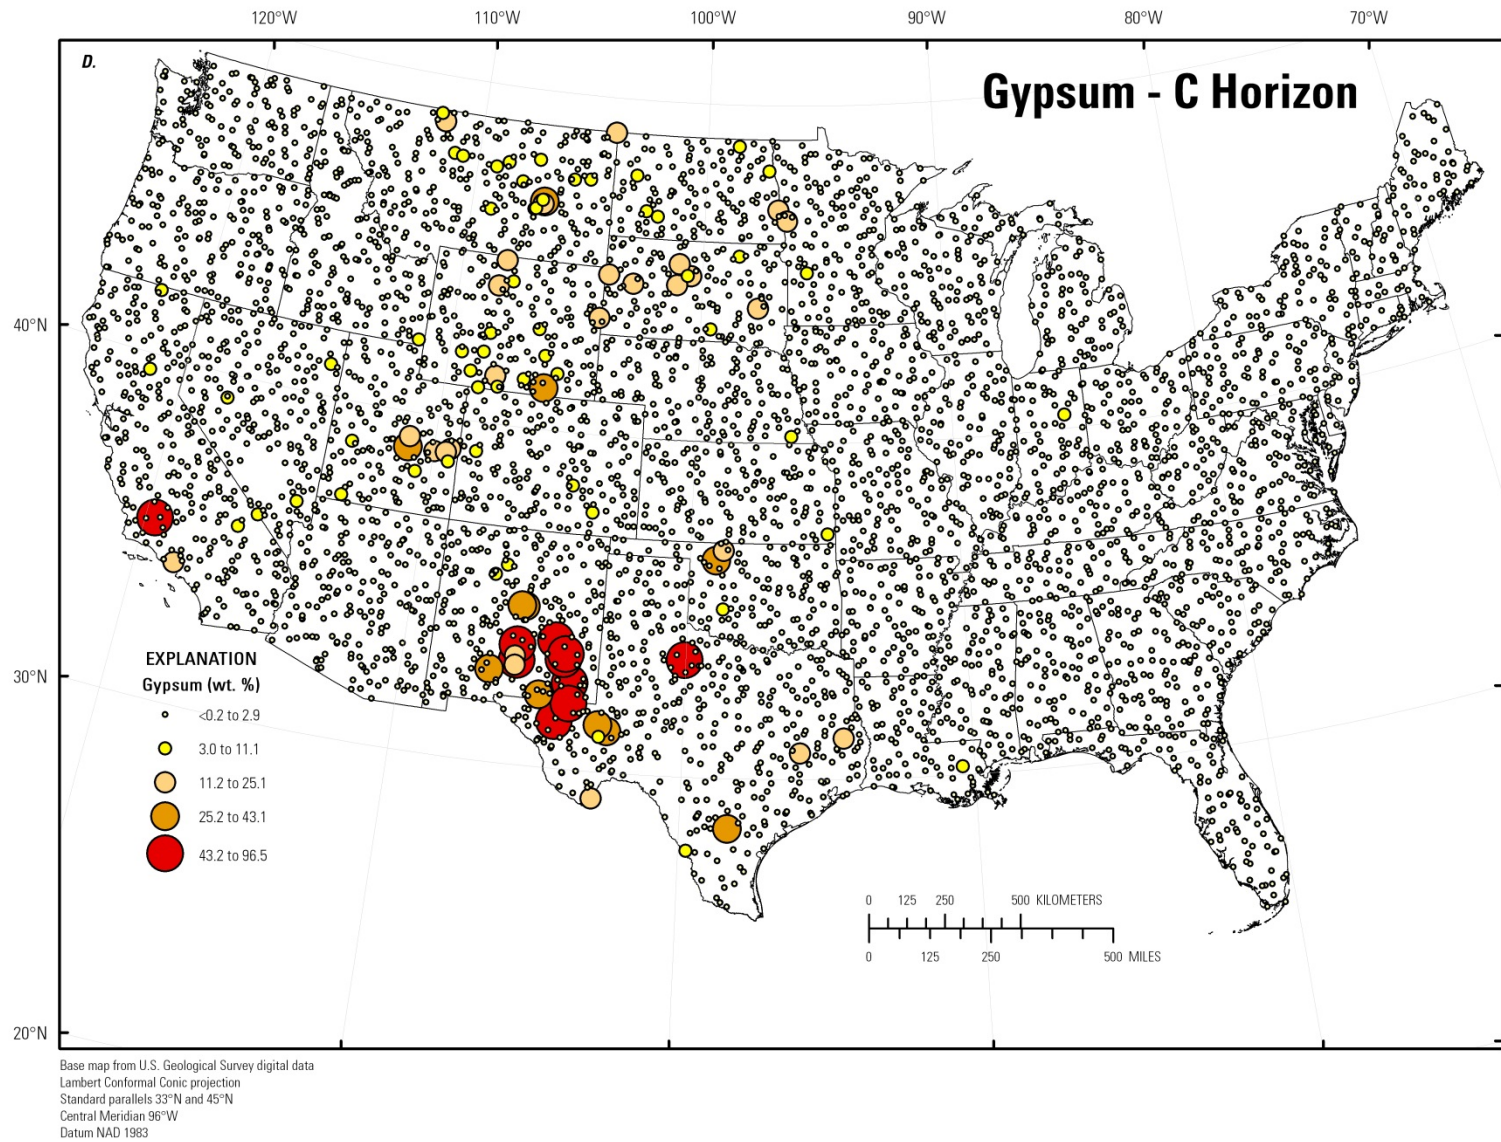 120°W 110°W 100°W 90°W 80°W 70°W
D.
Gypsum - C Horizon
40°N
30°N
20°N
EXPLANATION
Gypsum (wt. %)
<0.2 to 2.9
3.0 to 11.1
11.2 to 25.1
25.2 to 43.1
43.2 to 96.5
0 125 250 500 KILOMETERS
0 125 250 500 MILES
Base map from U.S. Geological Survey digital data
Lambert Conformal Conic projection
Standard parallels 33°N and 45°N
Central Meridian 96°W
Datum NAD 1983